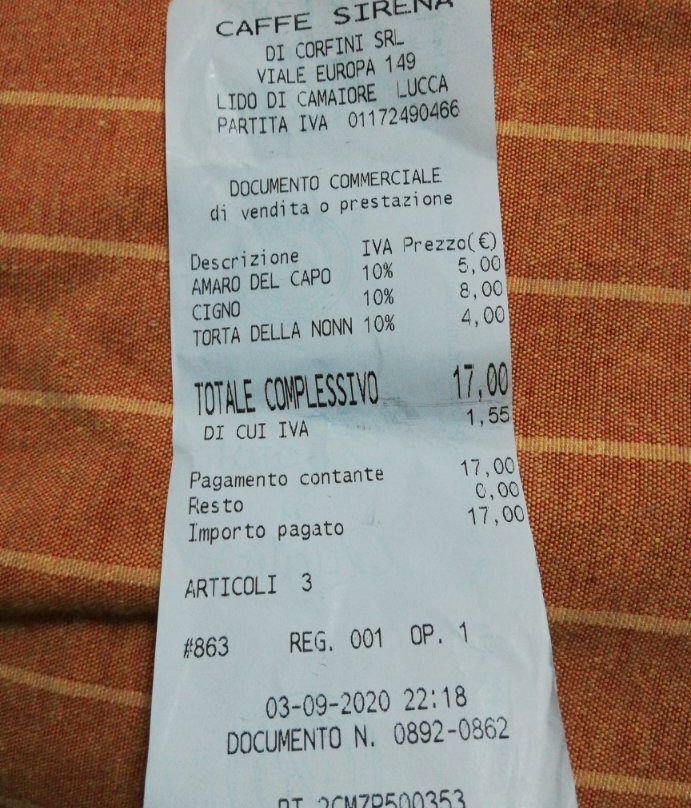 CAFFE SIRENA
DI CORFINI SRL
VIALE EUROPA 149
LIDO DI CAMAIORE LUCCA
PARTITA IVA 01172490466
DOCUMENTO COMMERCIALE
di vendita o prestazione
Descrizione IVA Prezzo(€)
AMARO DEL CAPO 10% 5,00
CIGNO 10% 8,00
TORTA DELLA NONN 10% 4,00
TOTALE COMPLESSIVO 17,00
DI CUI IVA 1,55
Pagamento contante 17,00
Resto 0,00
Importo pagato 17,00
ARTICOLI 3
#863 REG. 001 OP. 1
03-09-2020 22:18
DOCUMENTO N. 0892-0862